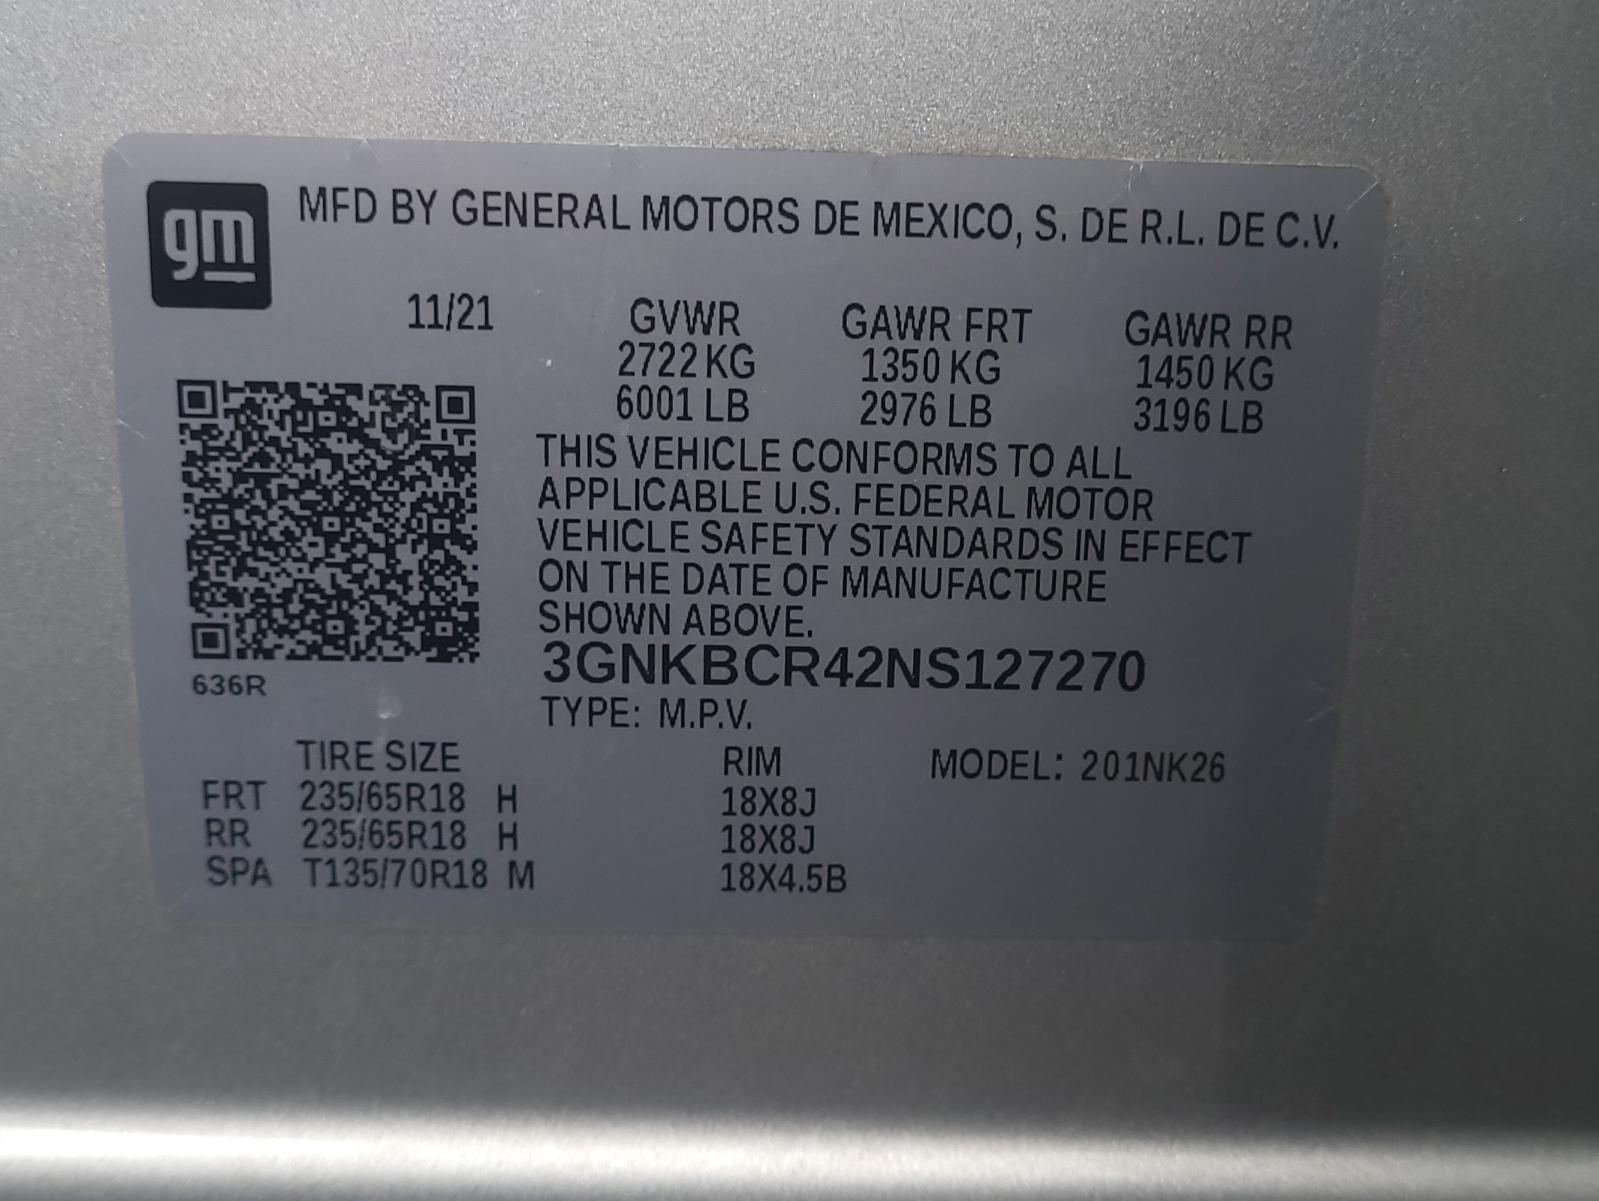 gm
MFD BY GENERAL MOTORS DE MEXICO, S. DE R.L. DE C.V.
11/21 GVWR GAWR FRT GAWR RR
2722 KG 1350 KG 1450 KG
6001 LB 2976 LB 3196 LB
THIS VEHICLE CONFORMS TO ALL
APPLICABLE U.S. FEDERAL MOTOR
VEHICLE SAFETY STANDARDS IN EFFECT
ON THE DATE OF MANUFACTURE
SHOWN ABOVE.
3GNKBCR42NS127270
636R
TYPE: M.P.V.
TIRE SIZE RIM MODEL: 201NK26
FRT 235/65R18 H 18X8J
RR 235/65R18 H 18X8J
SPA T135/70R18 M 18X4.5B